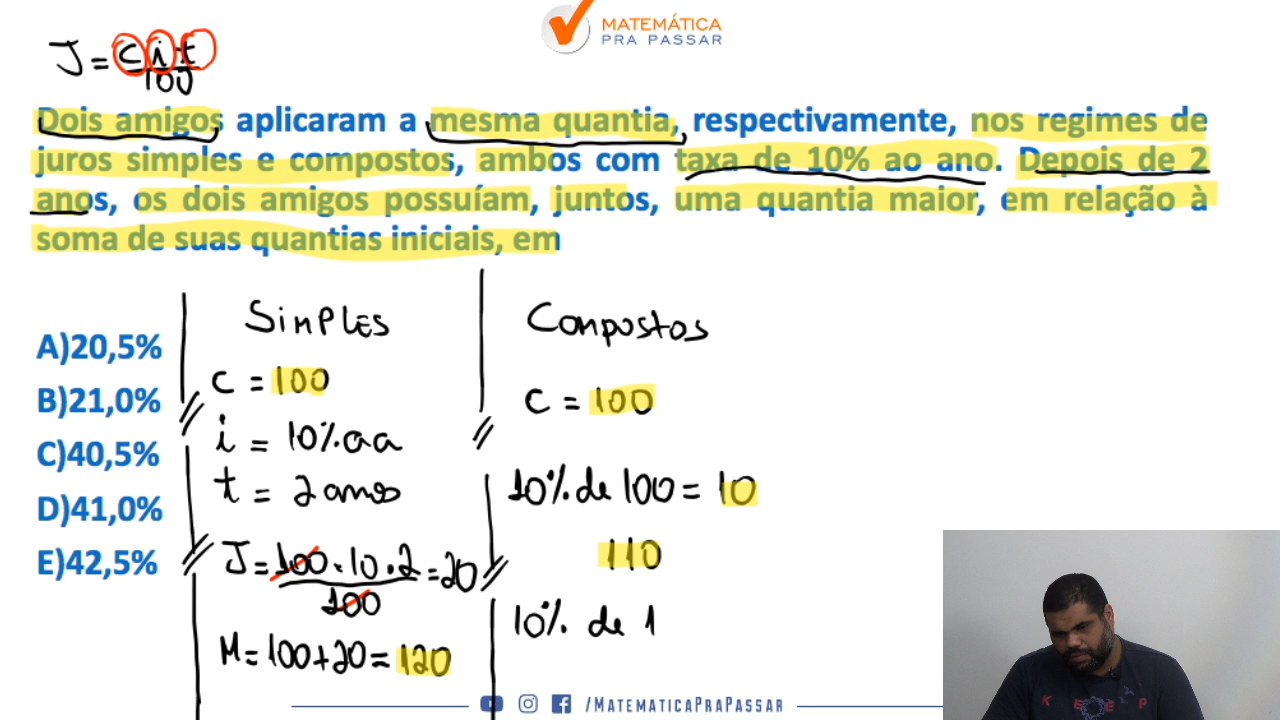 MATEMÁTICA
PRA PASSAR
J = c i t
100
Dois amigos aplicaram a mesma quantia, respectivamente, nos regimes de
juros simples e compostos, ambos com taxa de 10% ao ano. Depois de 2
anos, os dois amigos possuíam, juntos, uma quantia maior, em relação à
soma de suas quantias iniciais, em
A)20,5%
B)21,0%
C)40,5%
D)41,0%
E)42,5%
SIMPLES
C = 100
i = 10% aa
t = 2 anos
J = 100 . 10 . 2 = 20
100
M = 100 + 20 = 120
Compostos
C = 100
10% de 100 = 10
110
10% de 1
/MatematicaPraPassar
K E E P